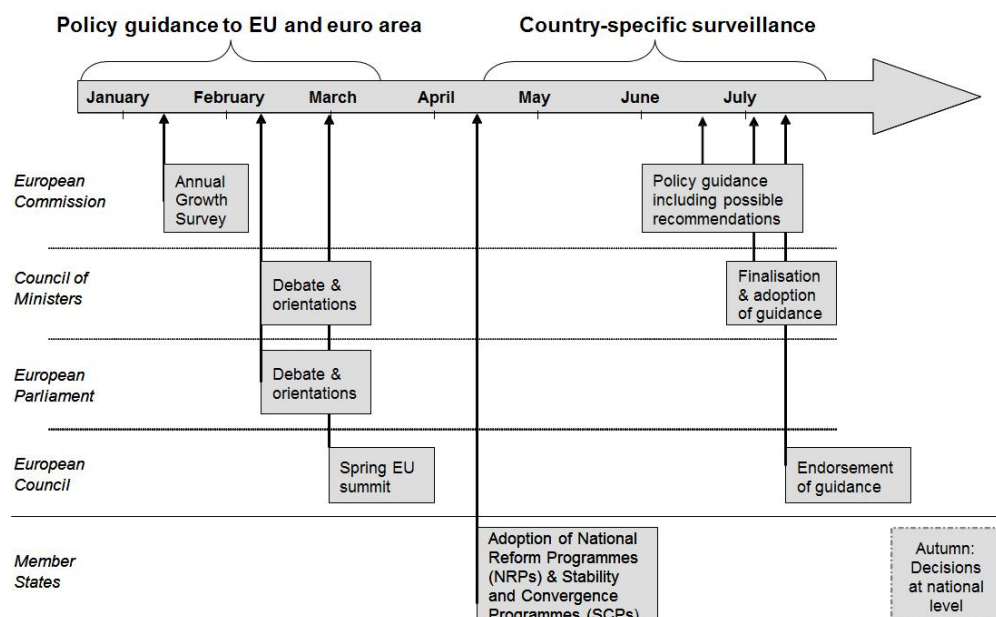 Policy guidance to EU and euro area
Country-specific surveillance
January
February
March
April
May
June
July
European
Commission
Annual
Growth
Survey
Policy guidance
including possible
recommendations
Council of
Ministers
Debate &
orientations
Finalisation
& adoption
of guidance
European
Parliament
Debate &
orientations
European
Council
Spring EU
summit
Endorsement
of guidance
Member
States
Adoption of National
Reform Programmes
(NRPs) & Stability
and Convergence
Programmes (SCPs)
Autumn:
Decisions
at national
level